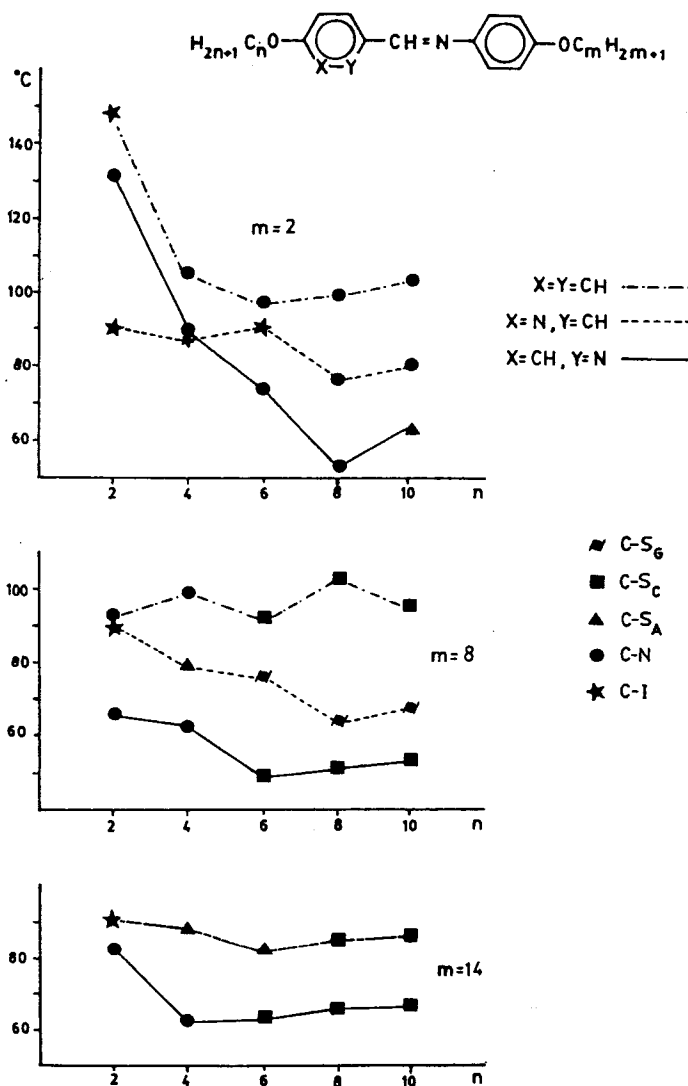 H2n+1 CnO CH=N OCmH2m+1
X-Y
°C
140
120
100
80
60
m=2
2 4 6 8 10 n
X=Y=CH
X=N, Y=CH
X=CH, Y=N
100
80
60
m=8
2 4 6 8 10 n
C-SG
C-SC
C-SA
C-N
C-I
80
60
m=14
2 4 6 8 10 n